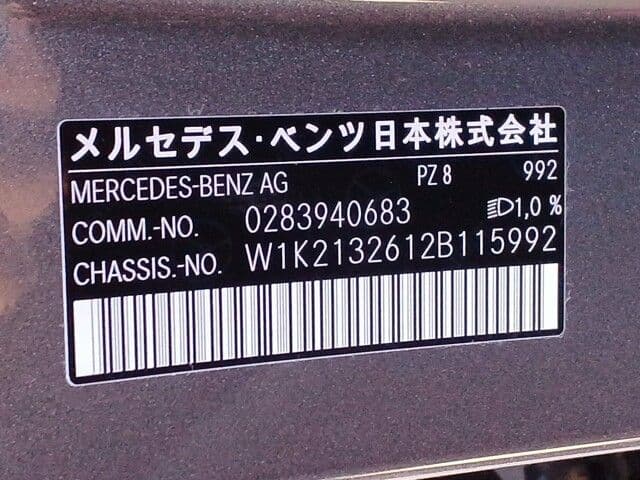 メルセデス・ベンツ日本株式会社
MERCEDES-BENZ AG PZ 8 992
COMM.-NO. 0283940683 1,0 %
CHASSIS.-NO. W1K2132612B115992